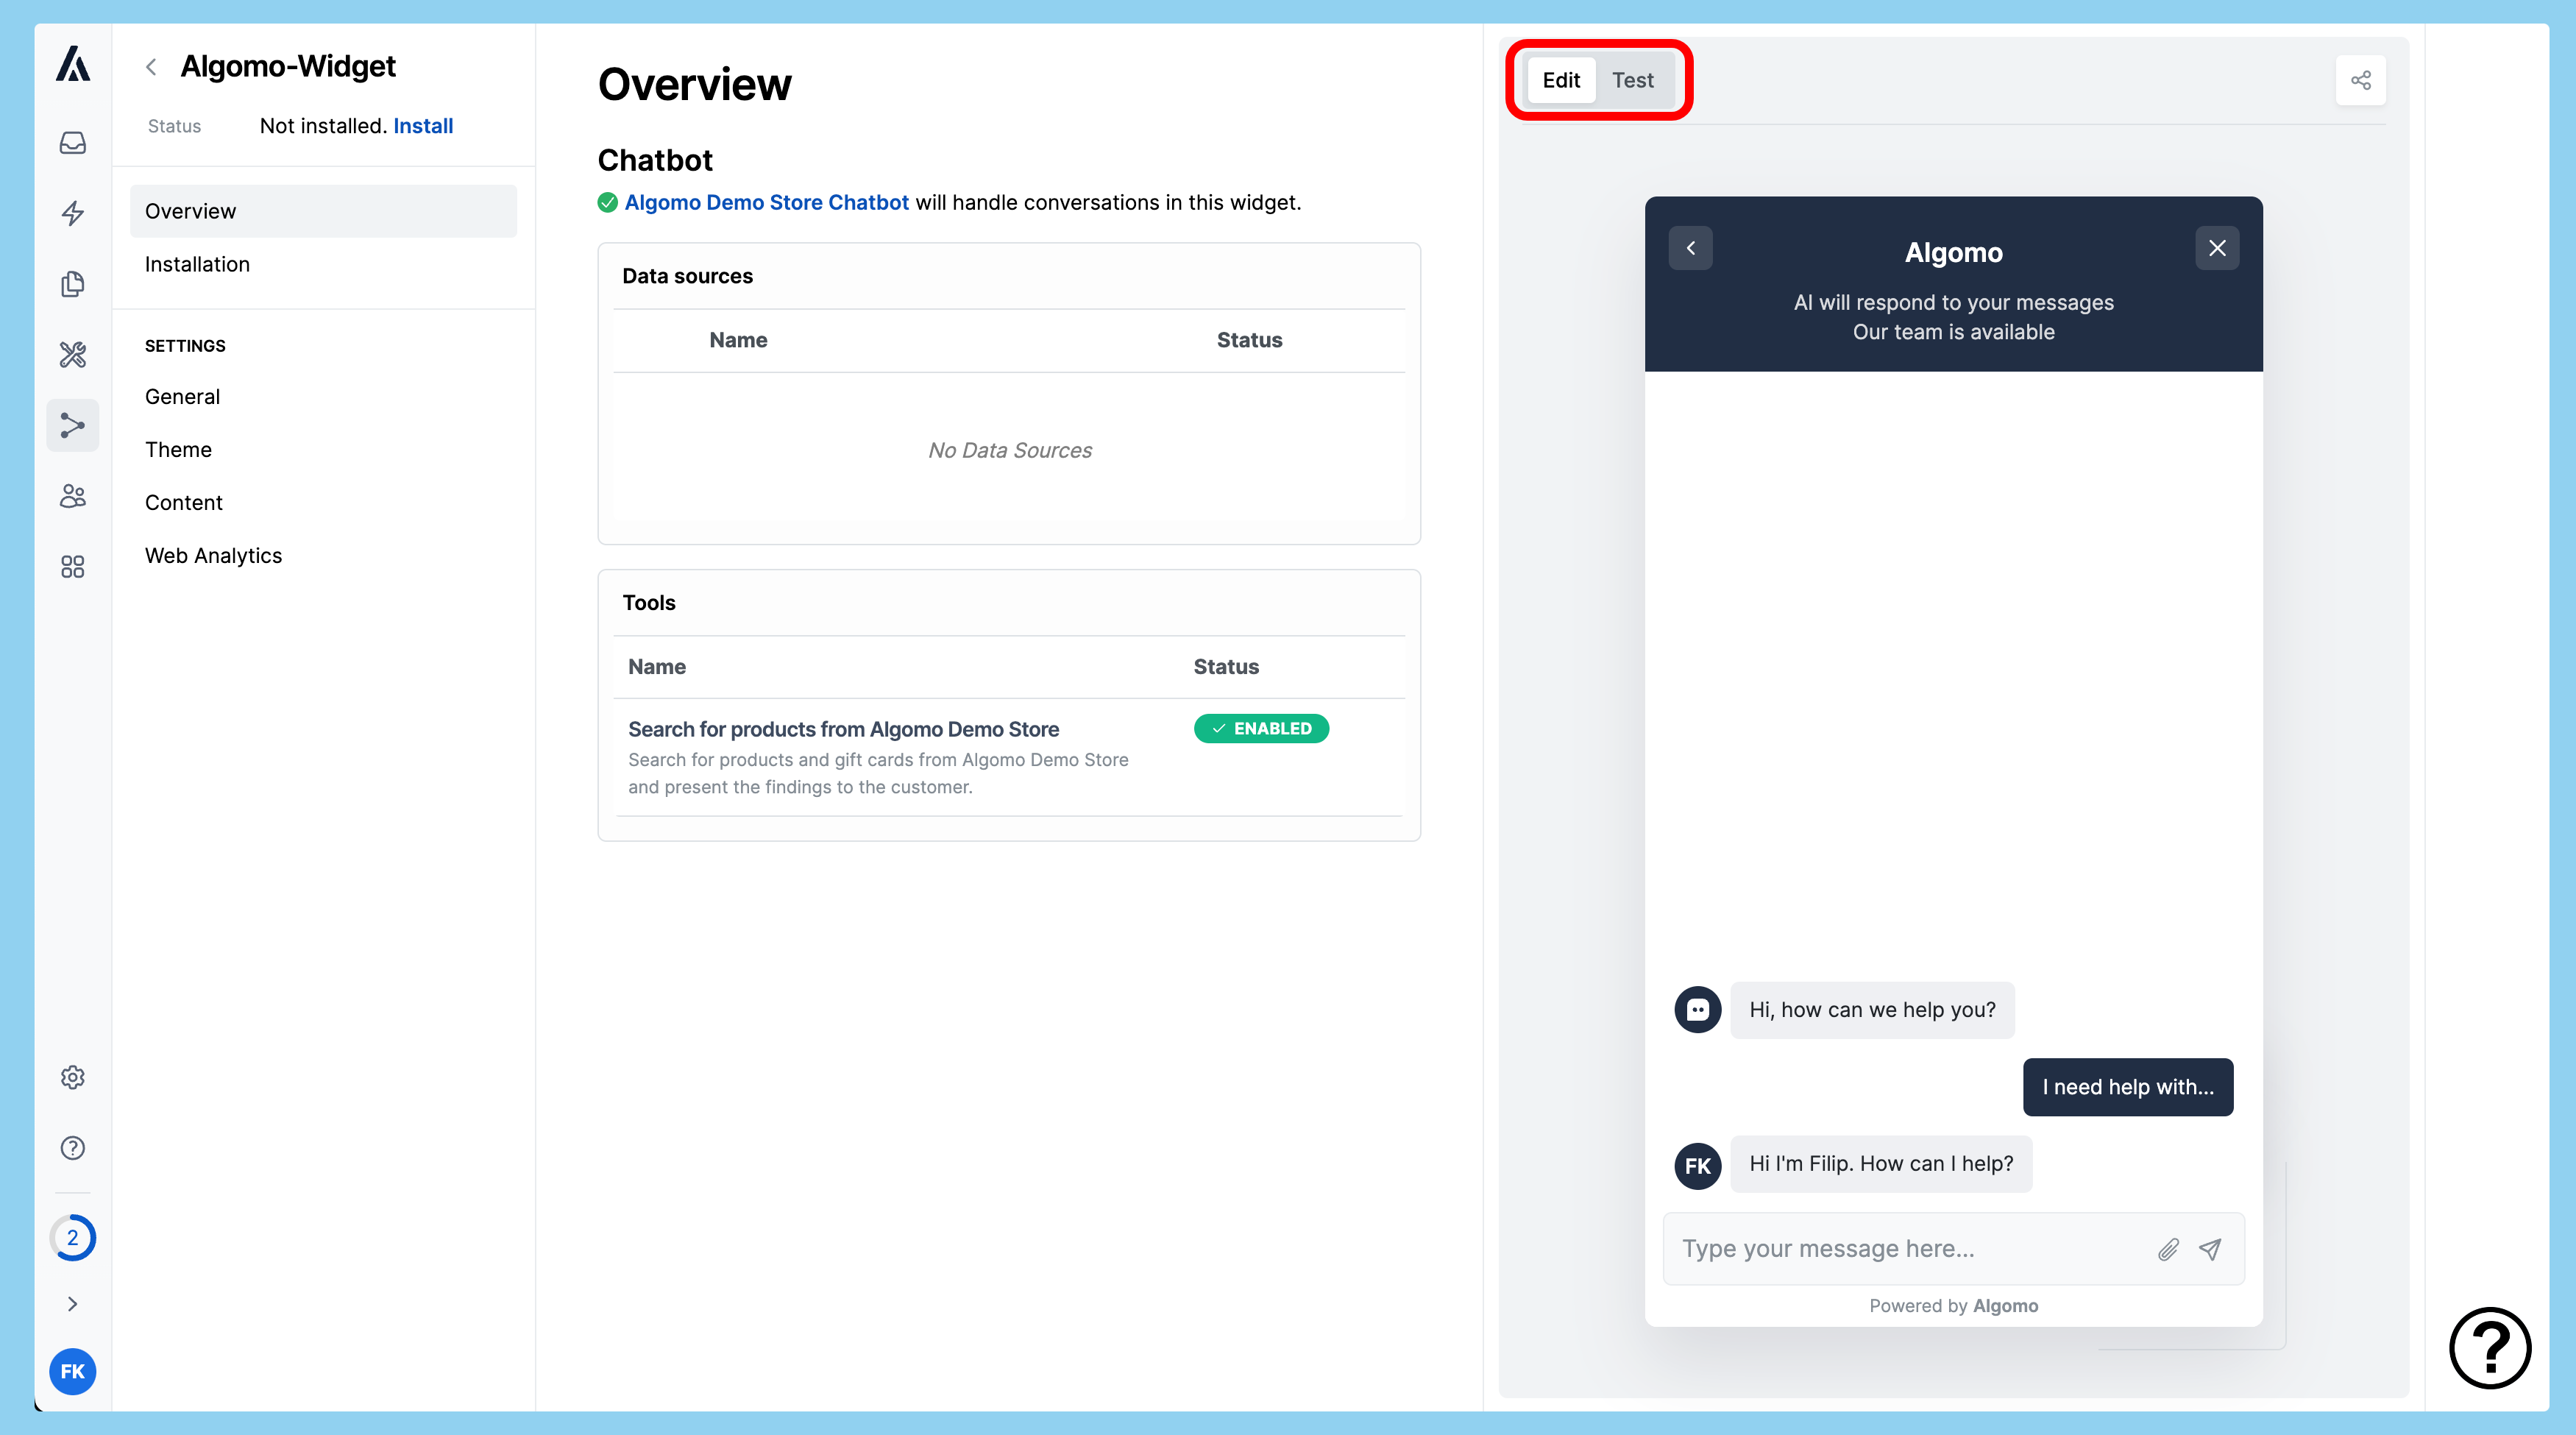 Algomo-Widget
Status Not installed. Install
Overview
Installation
SETTINGS
General
Theme
Content
Web Analytics
2
FK
Overview
Chatbot
Algomo Demo Store Chatbot will handle conversations in this widget.
Data sources
Name Status
No Data Sources
Tools
Name Status
Search for products from Algomo Demo Store ENABLED
Search for products and gift cards from Algomo Demo Store
and present the findings to the customer.
Edit Test
Algomo
AI will respond to your messages
Our team is available
Hi, how can we help you?
I need help with...
FK Hi I'm Filip. How can I help?
Type your message here...
Powered by Algomo
?